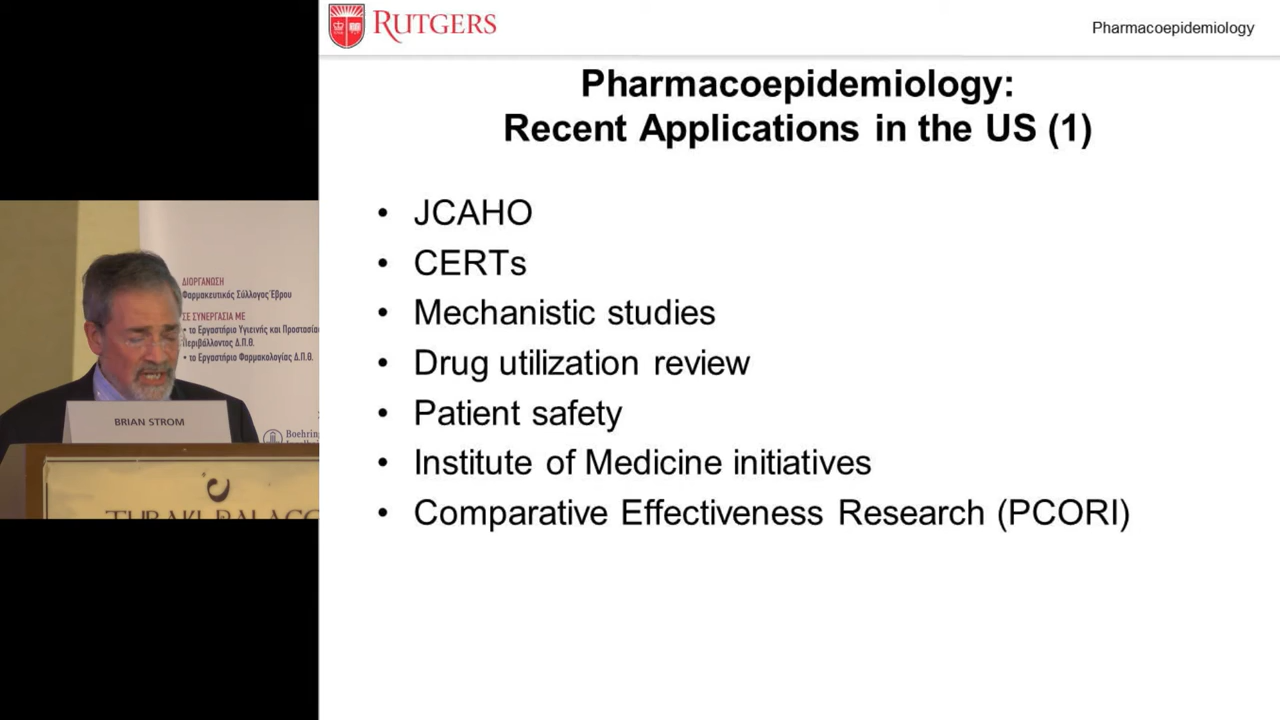 RUTGERS
Pharmacoepidemiology
Pharmacoepidemiology:
Recent Applications in the US (1)
• JCAHO
• CERTs
• Mechanistic studies
• Drug utilization review
• Patient safety
• Institute of Medicine initiatives
• Comparative Effectiveness Research (PCORI)
ΔΙΟΡΓΑΝΩΣΗ
Φαρμακευτικός Σύλλογος Έβρου
ΣΕ ΣΥΝΕΡΓΑΣΙΑ ΜΕ
• το Εργαστήριο Υγιεινής και Προστασίας
Περιβάλλοντος Δ.Π.Θ.
• το Εργαστήριο Φαρμακολογίας Δ.Π.Θ.
BRIAN STROM